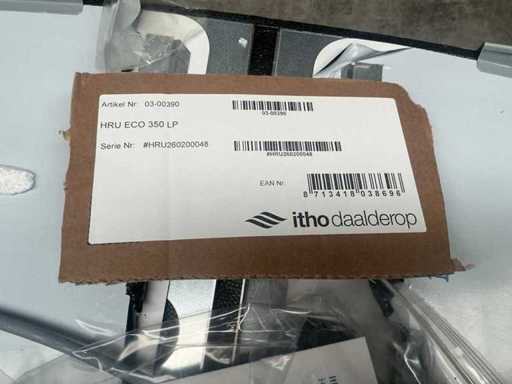 Artikel Nr: 03-00390
03-00390
HRU ECO 350 LP
Serie Nr: #HRU260200048
#HRU260200048
EAN Nr:
8 713418 038696
ithodaalderop